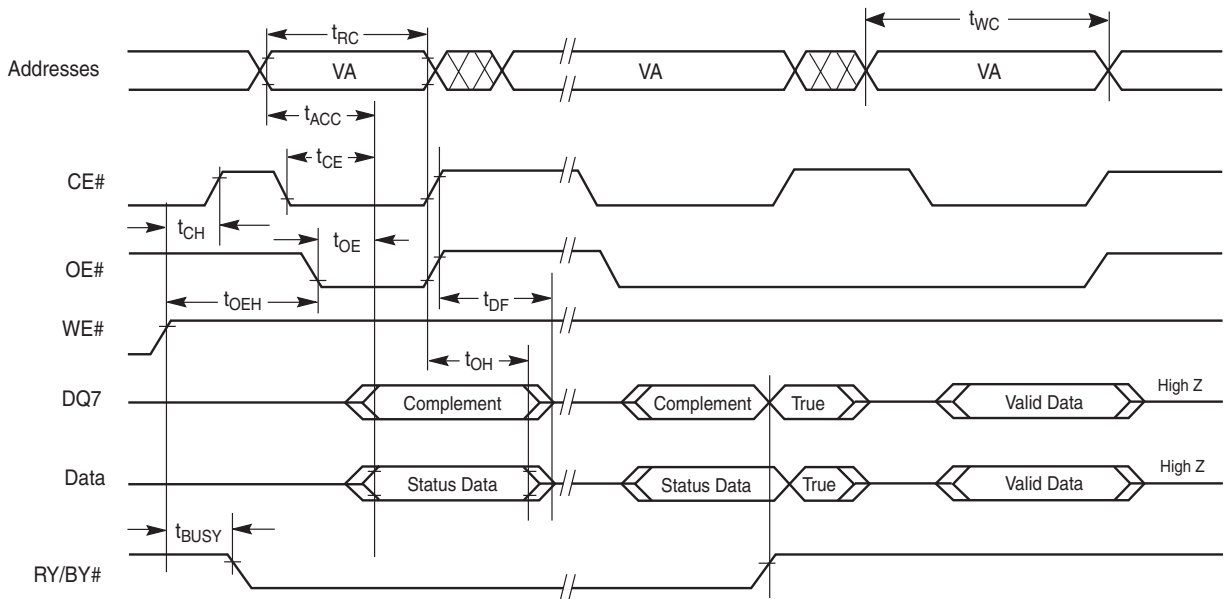 tRC
tWC
Addresses
VA
VA
VA
tACC
tCE
CE#
tCH
tOE
OE#
tOEH
tDF
WE#
tOH
DQ7
Complement
Complement
True
Valid Data
High Z
Data
Status Data
Status Data
True
Valid Data
High Z
tBUSY
RY/BY#